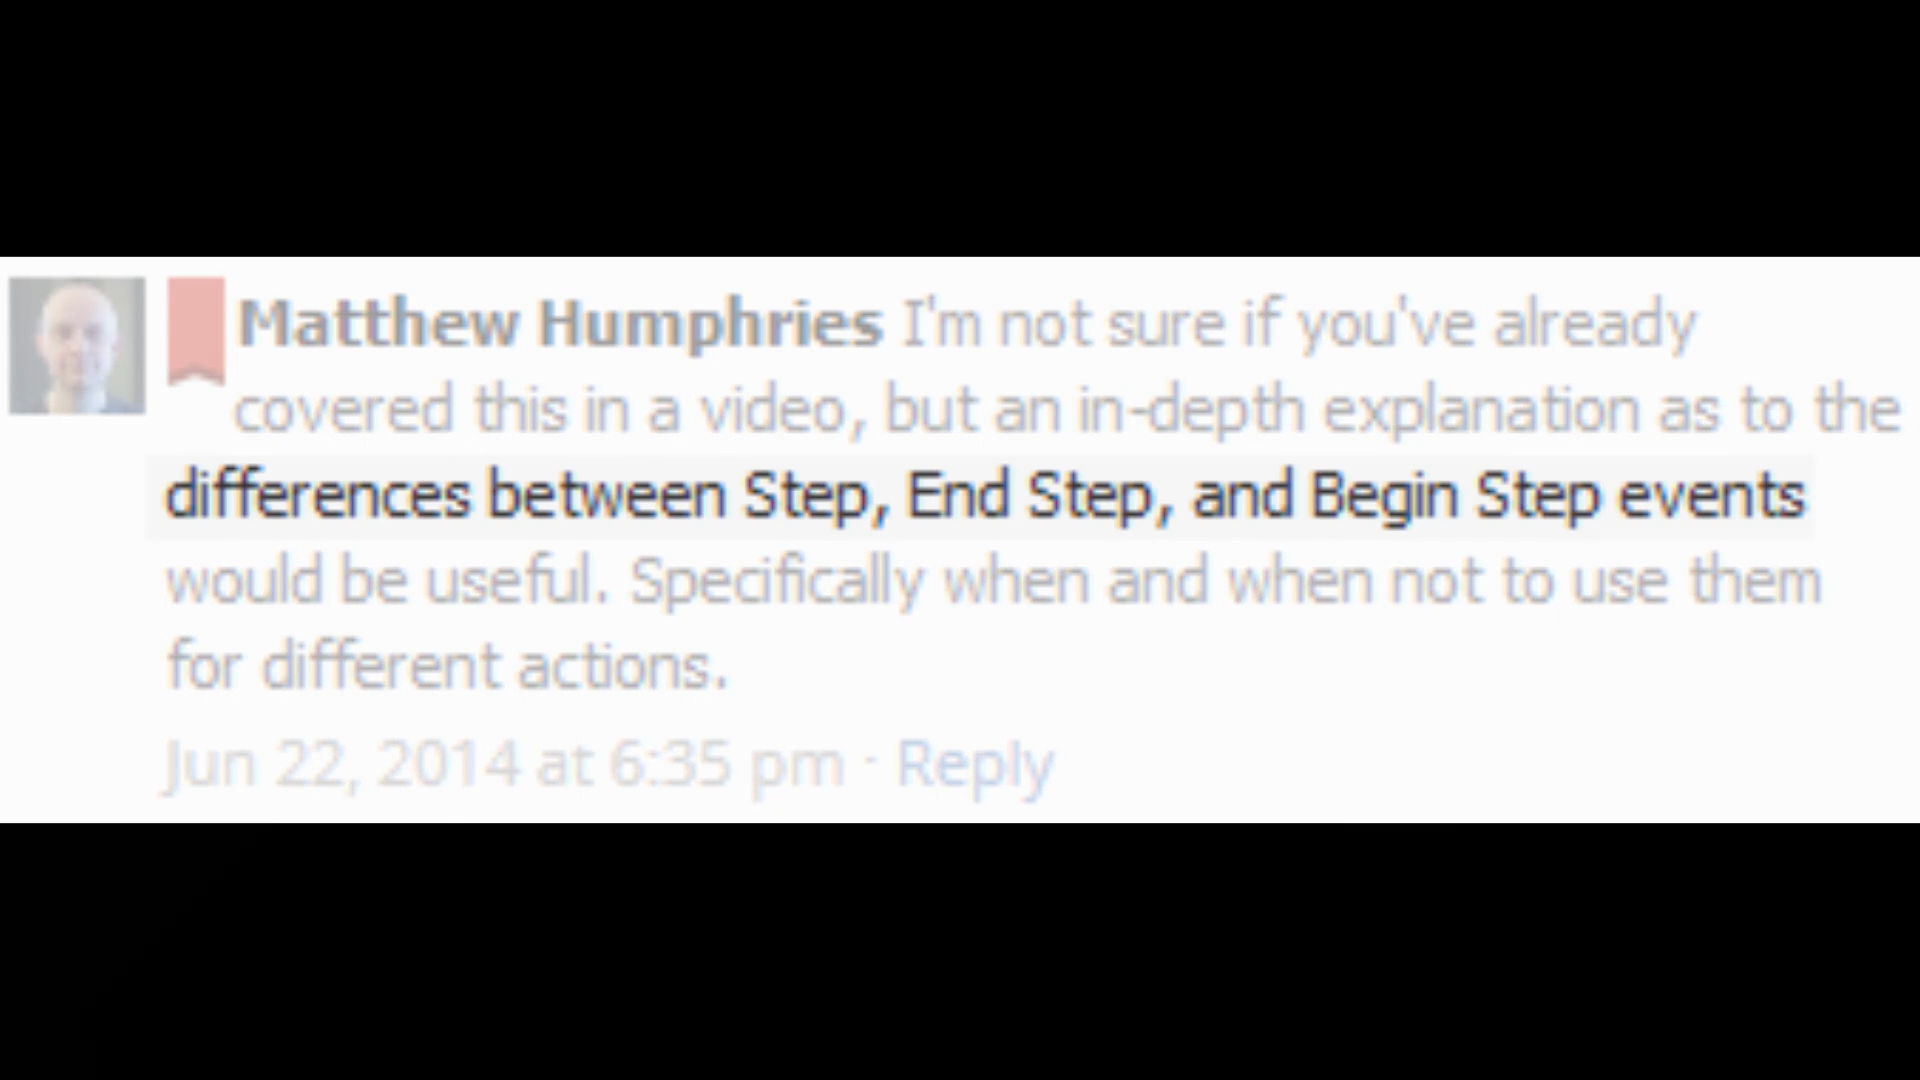 Matthew Humphries I'm not sure if you've already
covered this in a video, but an in-depth explanation as to the
differences between Step, End Step, and Begin Step events
would be useful. Specifically when and when not to use them
for different actions.
Jun 22, 2014 at 6:35 pm · Reply